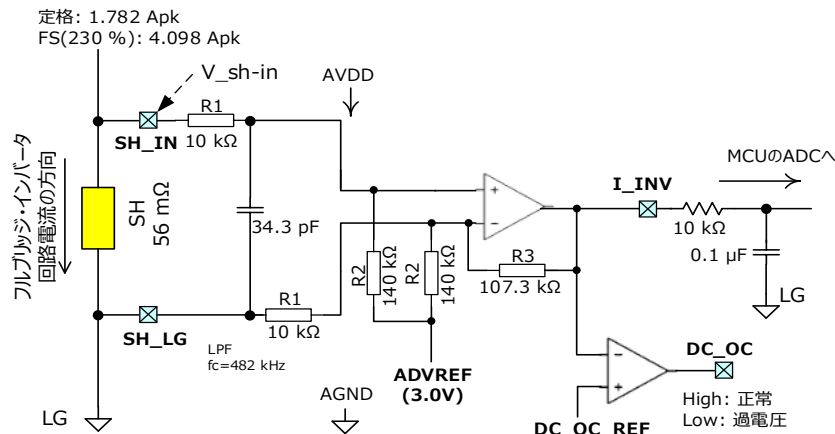 定格: 1.782 Apk
FS(230 %): 4.098 Apk
V_sh-in
AVDD
R1
10 kΩ
SH_IN
MCUのADCへ
I_INV
フルブリッジ・インバータ
回路電流の方向
SH
56 mΩ
34.3 pF
+
−
10 kΩ
0.1 µF
R2
140 kΩ
R2
140 kΩ
R3
107.3 kΩ
LG
R1
10 kΩ
SH_LG
LPF
fc=482 kHz
ADVREF
(3.0V)
−
+
DC_OC
High: 正常
Low: 過電圧
LG
AGND
DC_OC_REF